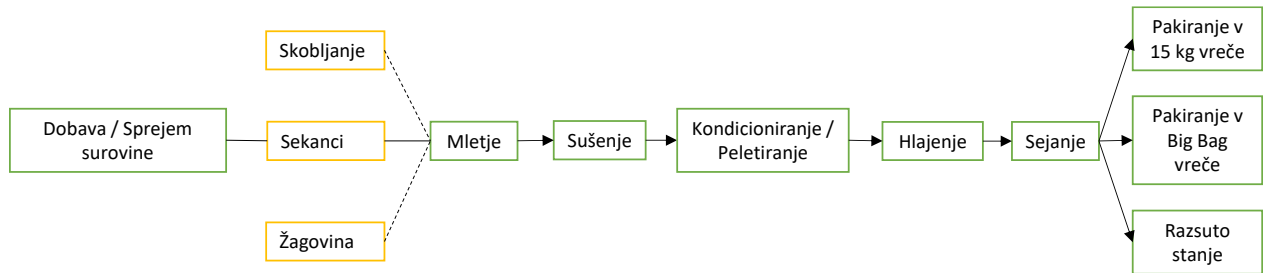 Dobava / Sprejem
surovine
Skobljanje
Sekanci
Žagovina
Mletje
Sušenje
Kondicioniranje /
Peletiranje
Hlajenje
Sejanje
Pakiranje v
15 kg vreče
Pakiranje v
Big Bag
vreče
Razsuto
stanje